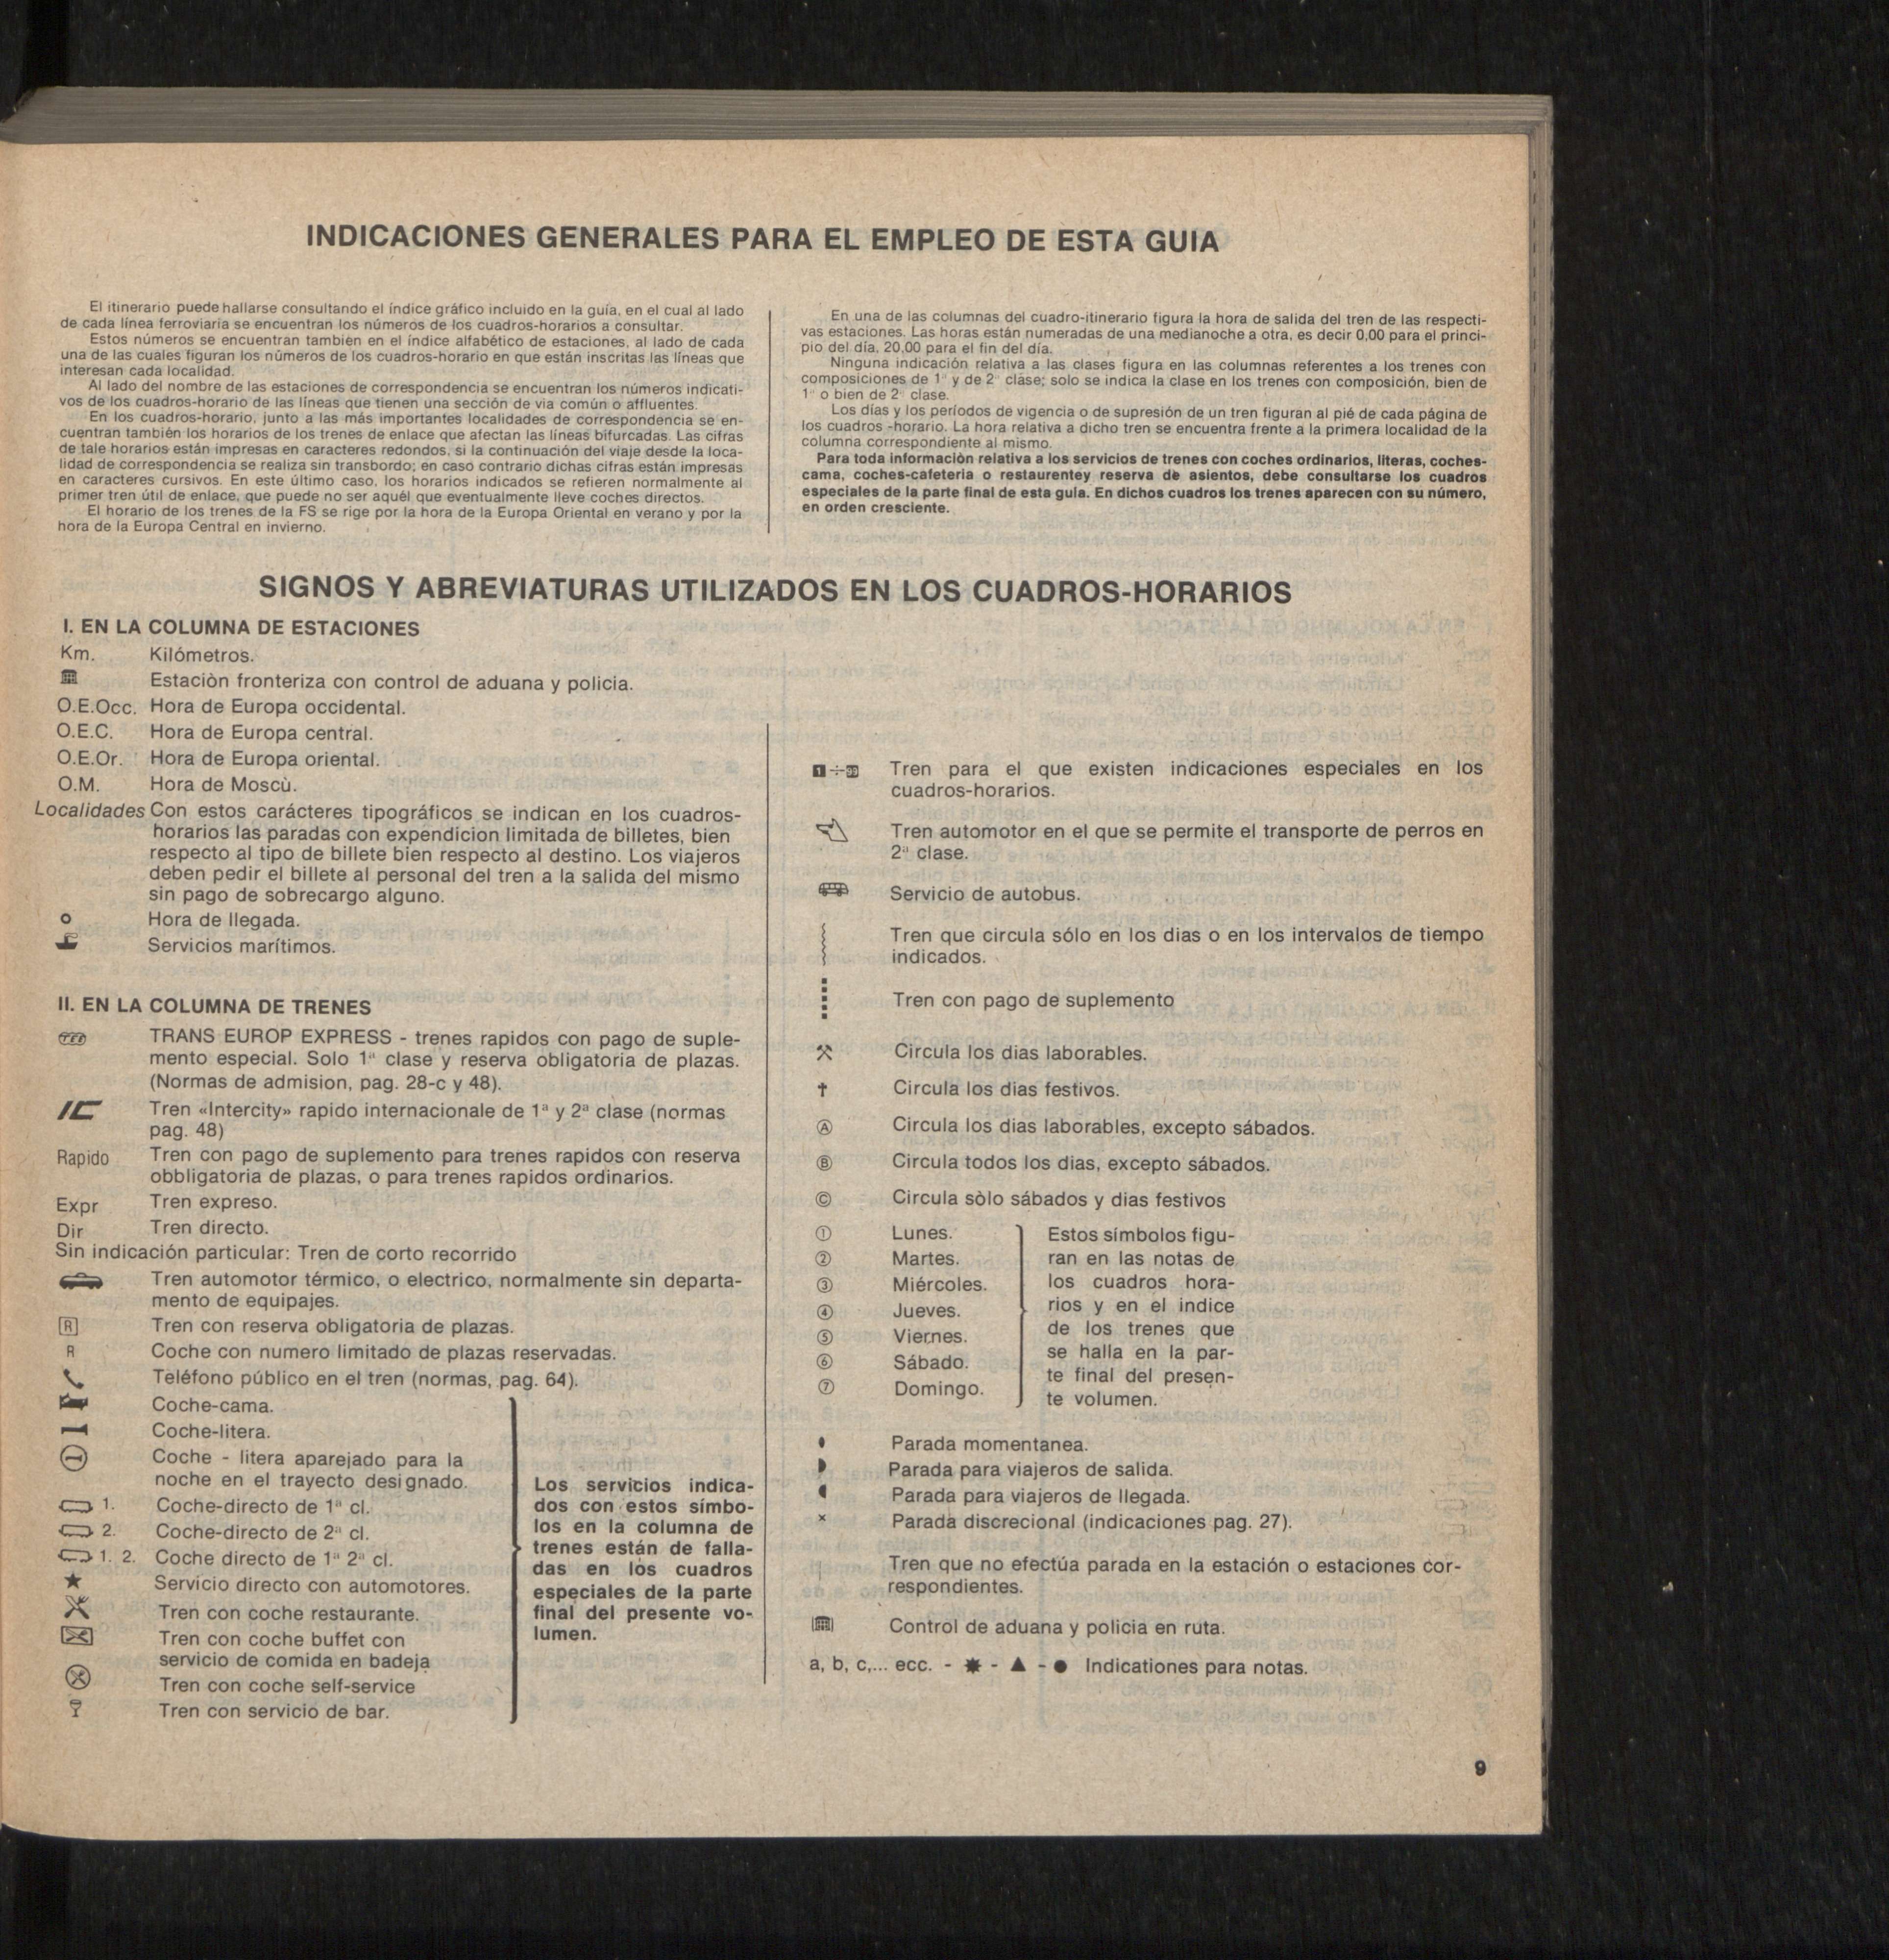 INDICACIONES GENERALES PARA EL EMPLEO DE ESTA GUIA
El itinerario puede hallarse consultando el índice gráfico incluido en la guía, en el cual al lado
de cada línea ferroviaria se encuentran los números de los cuadros-horarios a consultar.
Estos números se encuentran también en el índice alfabético de estaciones, al lado de cada
una de las cuales figuran los números de los cuadros-horario en que están inscritas las líneas que
interesan cada localidad.
Al lado del nombre de las estaciones de correspondencia se encuentran los números indicati-
vos de los cuadros-horario de las líneas que tienen una sección de via común o affluentes.
En los cuadros-horario, junto a las más importantes localidades de correspondencia se en-
cuentran también los horarios de los trenes de enlace que afectan las líneas bifurcadas. Las cifras
de tale horarios están impresas en caracteres redondos, si la continuación del viaje desde la loca-
lidad de correspondencia se realiza sin transbordo; en caso contrario dichas cifras están impresas
en caracteres cursivos. En este último caso, los horarios indicados se refieren normalmente al
primer tren útil de enlace, que puede no ser aquél que eventualmente lleve coches directos.
El horario de los trenes de la FS se rige por la hora de la Europa Oriental en verano y por la
hora de la Europa Central en invierno.
En una de las columnas del cuadro-itinerario figura la hora de salida del tren de las respecti-
vas estaciones. Las horas están numeradas de una medianoche a otra, es decir 0,00 para el princi-
pio del día, 20,00 para el fin del día.
Ninguna indicación relativa a las clases figura en las columnas referentes a los trenes con
composiciones de 1ª y de 2ª clase; solo se indica la clase en los trenes con composición, bien de
1ª o bien de 2ª clase.
Los días y los períodos de vigencia o de supresión de un tren figuran al pié de cada página de
los cuadros -horario. La hora relativa a dicho tren se encuentra frente a la primera localidad de la
columna correspondiente al mismo.
Para toda informaciòn relativa a los servicios de trenes con coches ordinarios, literas, coches-
cama, coches-cafeteria o restaurentey reserva de asientos, debe consultarse los cuadros
especiales de la parte final de esta guía. En dichos cuadros los trenes aparecen con su número,
en orden cresciente.
SIGNOS Y ABREVIATURAS UTILIZADOS EN LOS CUADROS-HORARIOS
I. EN LA COLUMNA DE ESTACIONES
Km. Kilómetros.
Estaciòn fronteriza con control de aduana y policia.
O.E.Occ. Hora de Europa occidental.
O.E.C. Hora de Europa central.
O.E.Or. Hora de Europa oriental.
O.M. Hora de Moscù.
Localidades Con estos carácteres tipográficos se indican en los cuadros-
horarios las paradas con expendicion limitada de billetes, bien
respecto al tipo de billete bien respecto al destino. Los viajeros
deben pedir el billete al personal del tren a la salida del mismo
sin pago de sobrecargo alguno.
Hora de llegada.
Servicios marítimos.
II. EN LA COLUMNA DE TRENES
TEE TRANS EUROP EXPRESS - trenes rapidos con pago de suple-
mento especial. Solo 1ª clase y reserva obligatoria de plazas.
(Normas de admision, pag. 28-c y 48).
IC Tren «Intercity» rapido internacionale de 1ª y 2ª clase (normas
pag. 48)
Rapido Tren con pago de suplemento para trenes rapidos con reserva
obbligatoria de plazas, o para trenes rapidos ordinarios.
Expr Tren expreso.
Dir Tren directo.
Sin indicación particular: Tren de corto recorrido
Tren automotor térmico, o electrico, normalmente sin departa-
mento de equipajes.
R Tren con reserva obligatoria de plazas.
R Coche con numero limitado de plazas reservadas.
Teléfono público en el tren (normas, pag. 64).
Coche-cama.
Coche-litera.
Coche - litera aparejado para la
noche en el trayecto designado.
1. Coche-directo de 1ª cl.
2. Coche-directo de 2ª cl.
1. 2. Coche directo de 1ª 2ª cl.
★ Servicio directo con automotores.
Tren con coche restaurante.
Tren con coche buffet con
servicio de comida en badeja
Tren con coche self-service
Tren con servicio de bar.
Los servicios indica-
dos con estos símbo-
los en la columna de
trenes están de falla-
das en los cuadros
especiales de la parte
final del presente vo-
lumen.
1 ÷ 99 Tren para el que existen indicaciones especiales en los
cuadros-horarios.
Tren automotor en el que se permite el transporte de perros en
2ª clase.
Servicio de autobus.
Tren que circula sólo en los dias o en los intervalos de tiempo
indicados.
Tren con pago de suplemento
Circula los dias laborables.
✝ Circula los dias festivos.
Ⓐ Circula los dias laborables, excepto sábados.
Ⓑ Circula todos los dias, excepto sábados.
© Circula sòlo sábados y dias festivos
① Lunes.
② Martes.
③ Miércoles.
④ Jueves.
⑤ Viernes.
⑥ Sábado.
⑦ Domingo.
Estos símbolos figu-
ran en las notas de
los cuadros hora-
rios y en el indice
de los trenes que
se halla en la par-
te final del presen-
te volumen.
Parada momentanea.
Parada para viajeros de salida.
Parada para viajeros de llegada.
× Parada discrecional (indicaciones pag. 27).
Tren que no efectúa parada en la estación o estaciones cor-
respondientes.
Control de aduana y policia en ruta.
a, b, c,... ecc. - ✱ - ▲ - ● Indicationes para notas.
9